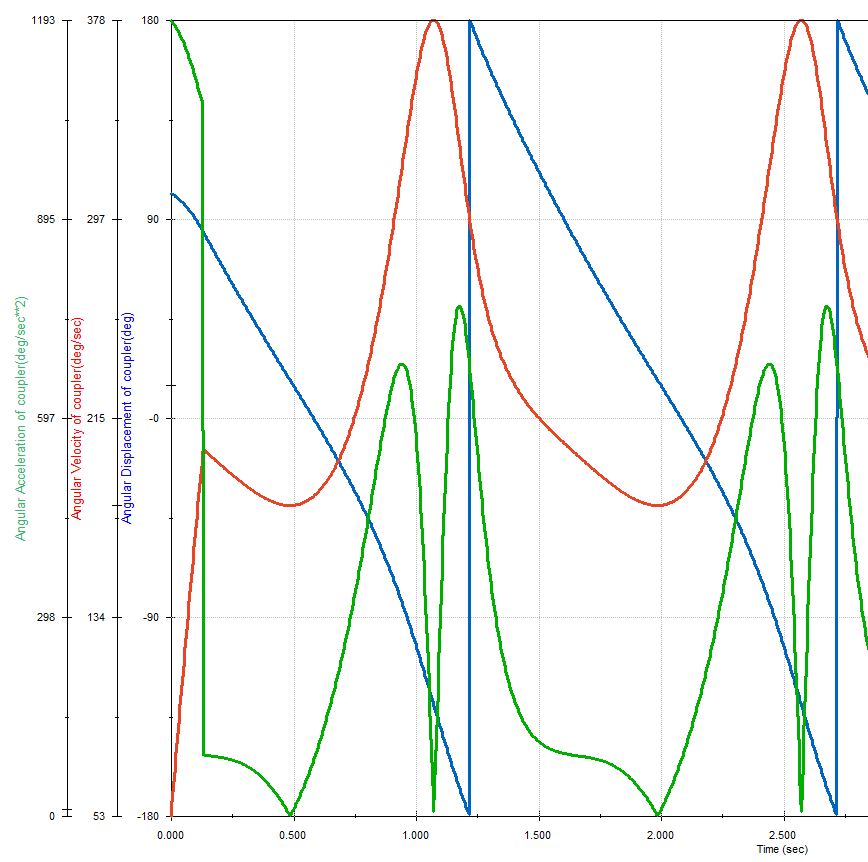 1193 378 180
895 297 90
597 215 -0
298 134 -90
0 53 -180
Angular Acceleration of coupler(deg/sec**2)
Angular Velocity of coupler(deg/sec)
Angular Displacement of coupler(deg)
0.000 0.500 1.000 1.500 2.000 2.500
Time (sec)